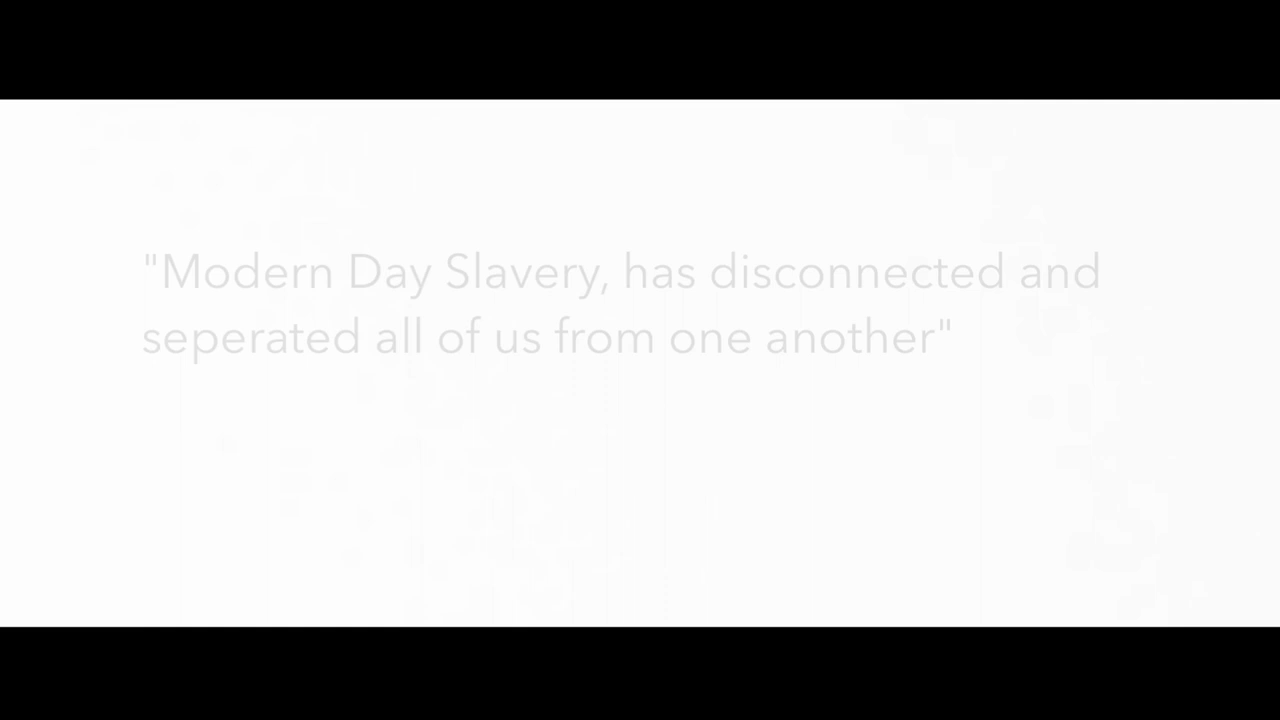 "Modern Day Slavery, has disconnected and
seperated all of us from one another"